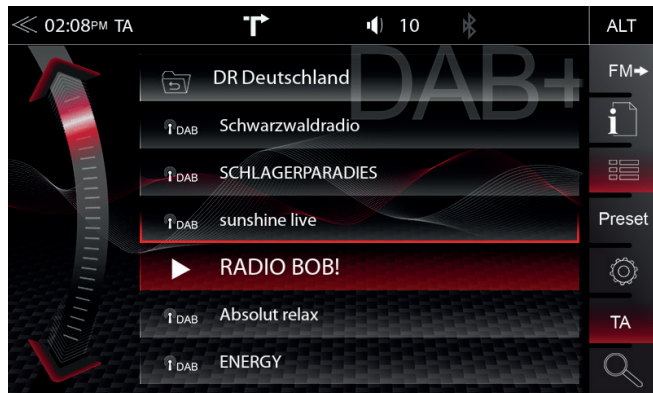 02:08PM TA 10 ALT
DAB+
DR Deutschland
FM
DAB Schwarzwaldradio
i
DAB SCHLAGERPARADIES
DAB sunshine live
Preset
RADIO BOB!
DAB Absolut relax
TA
DAB ENERGY